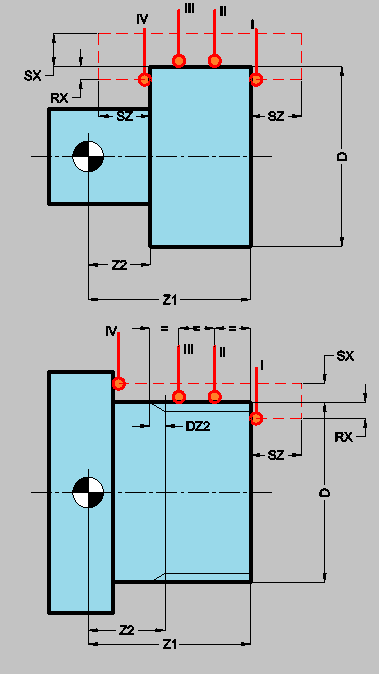 IV
III
II
I
SX
RX
SZ
SZ
D
Z2
Z1
IV
= = =
III
II
I
SX
DZ2
RX
SZ
D
Z2
Z1